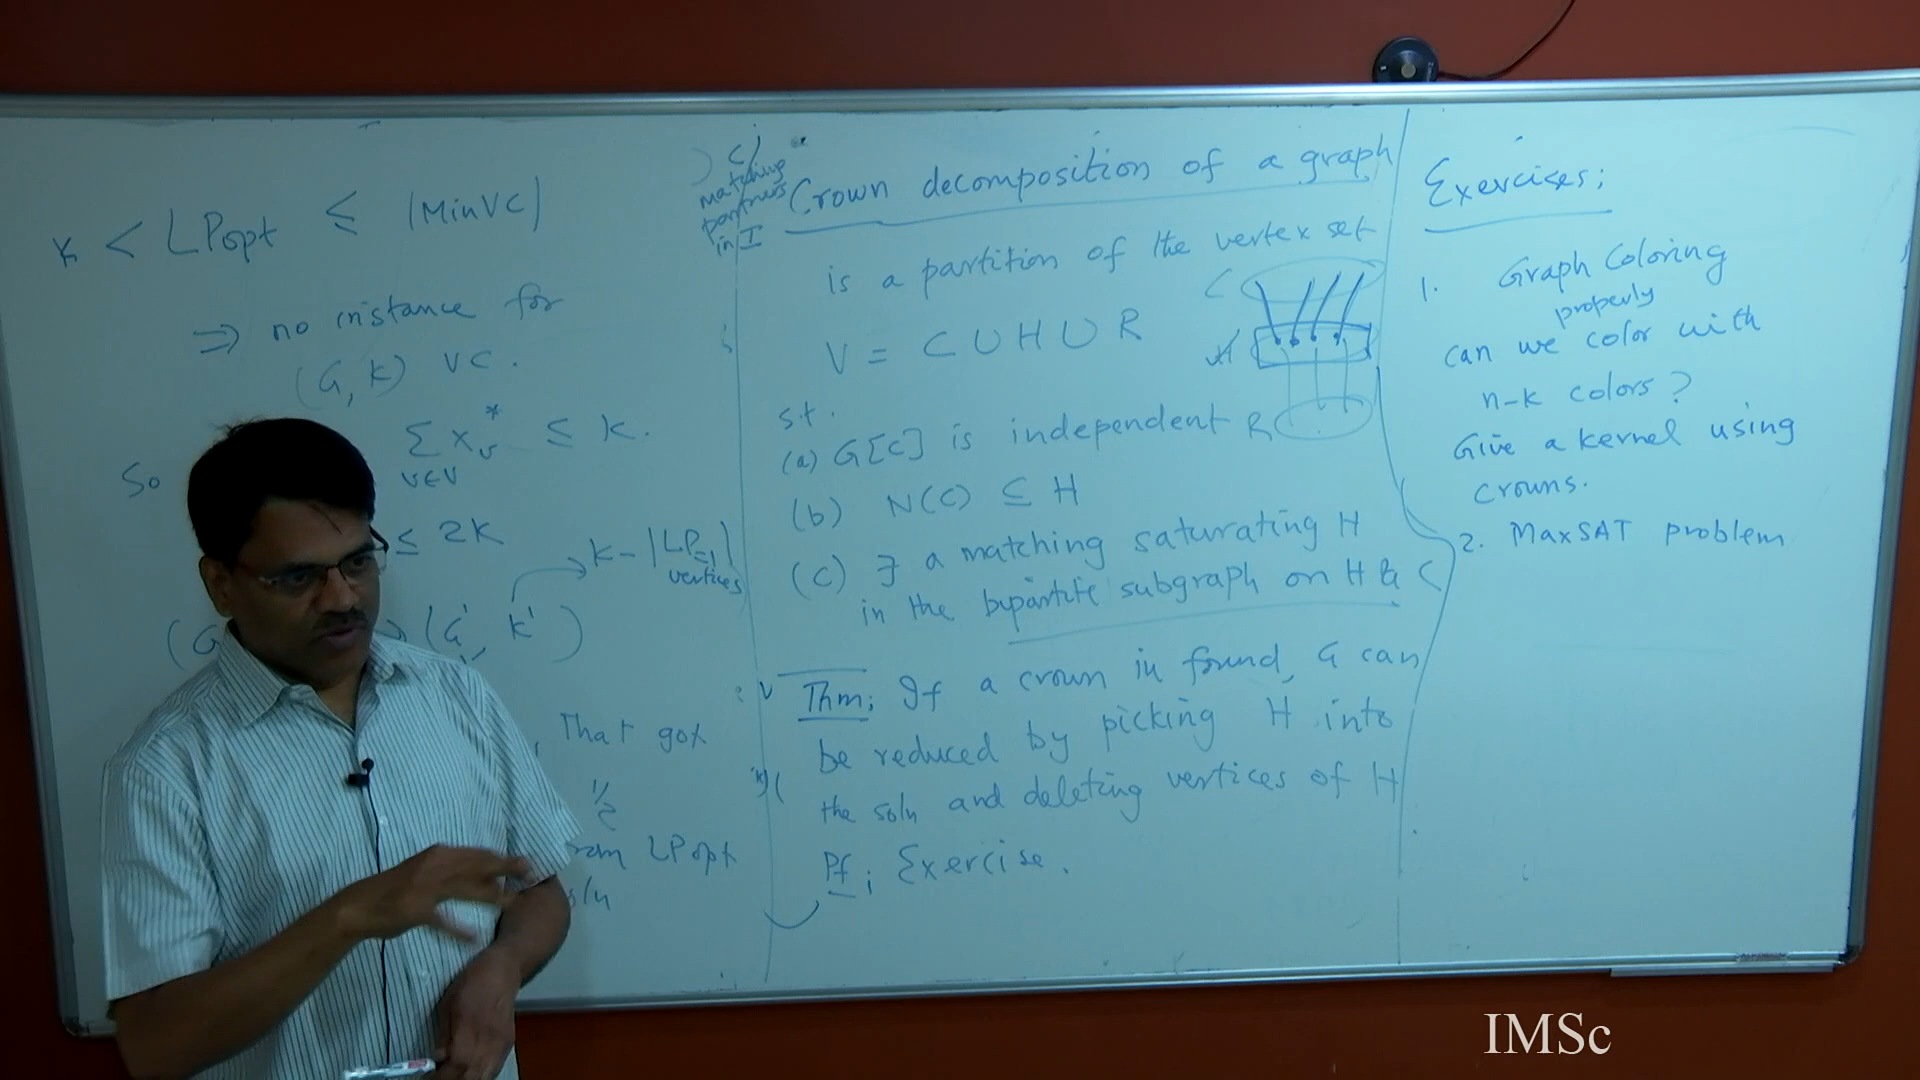 K < LPopt ≤ |MinVC|
⇒ no instance for
(G, K) VC.
So ∑ x*v ≤ k.
v∈V
≤ 2K
(G → (G', K')
→ K - |LP=1|
vertices
That got
1/2
LPopt
c)
matching
partners
in I
Crown decomposition of a graph
is a partition of the vertex set
V = C ∪ H ∪ R
s.t.
(a) G[C] is independent
(b) N(C) ⊆ H
(c) ∃ a matching saturating H
in the bipartite subgraph on H & C
Thm: If a crown in found, G can
be reduced by picking H into
the soln and deleting vertices of H
Pf: Exercise.
C
H
R
Exercises:
1. Graph Coloring
properly
can we color with
n-k colors?
Give a kernel using
crowns.
2. MaxSAT problem
IMSc